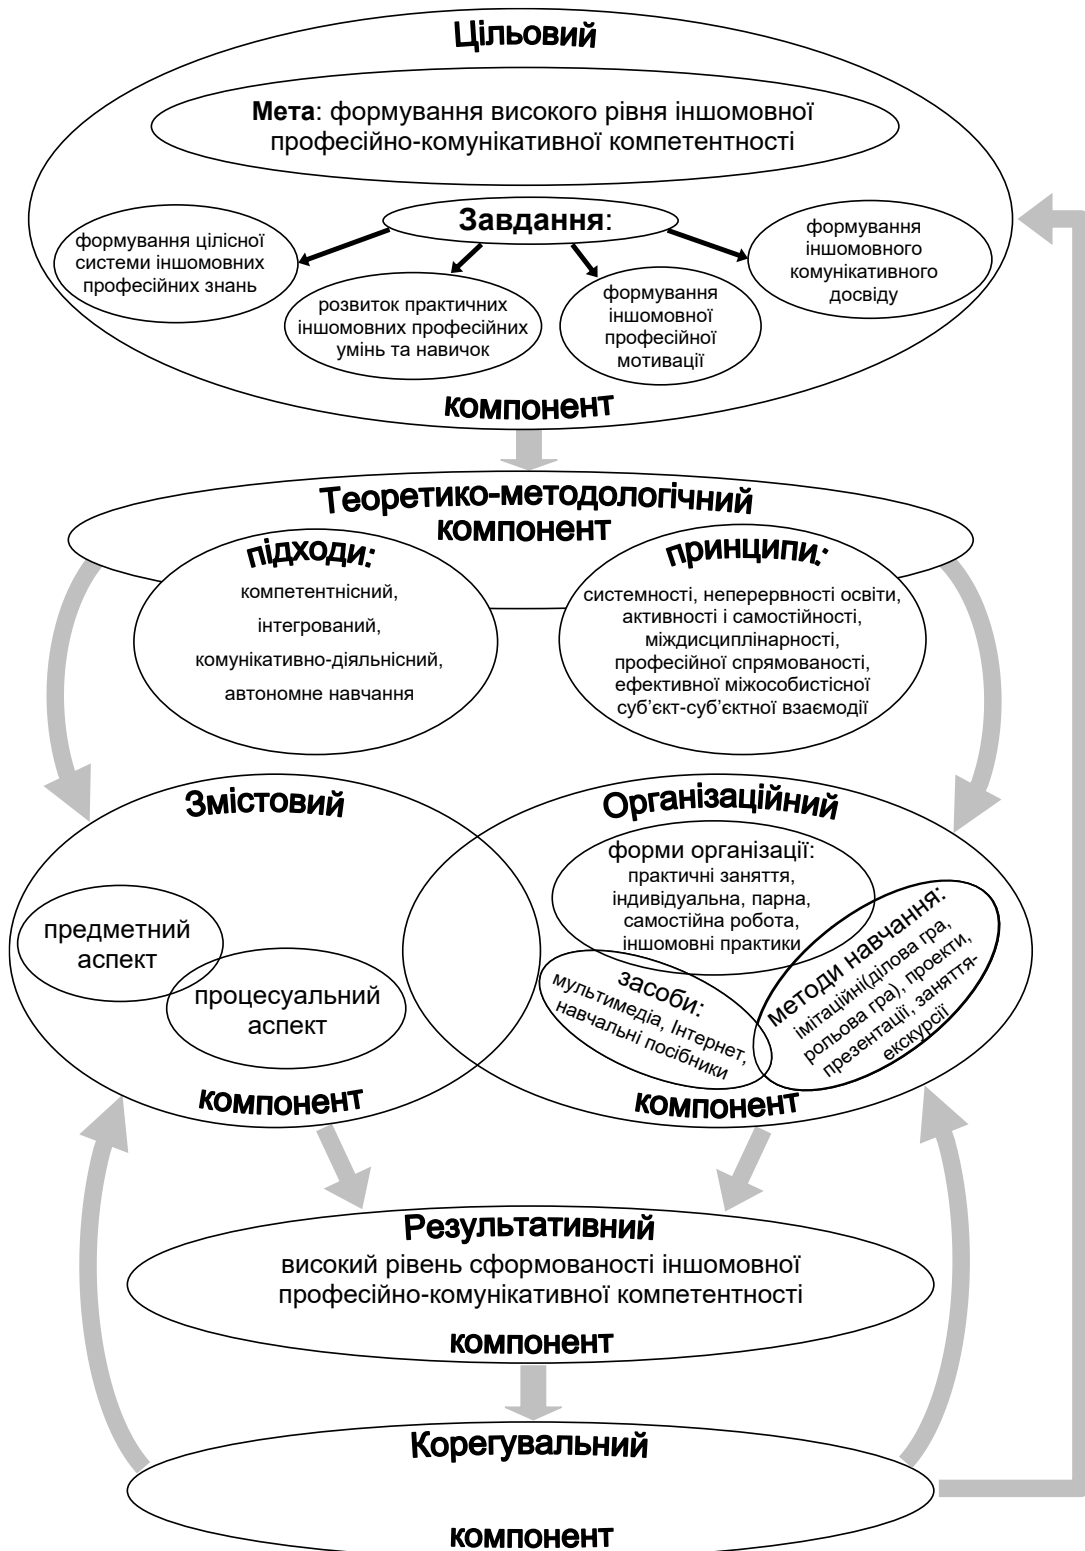 Цільовий
Мета: формування високого рівня іншомовної
професійно-комунікативної компетентності
Завдання:
формування цілісної
системи іншомовних
професійних знань
розвиток практичних
іншомовних професійних
умінь та навичок
формування
іншомовної
професійної
мотивації
формування
іншомовного
комунікативного
досвіду
компонент
Теоретико-методологічний
компонент
підходи:
компетентнісний,
інтегрований,
комунікативно-діяльнісний,
автономне навчання
принципи:
системності, неперервності освіти,
активності і самостійності,
міждисциплінарності,
професійної спрямованості,
ефективної міжособистісної
суб’єкт-суб’єктної взаємодії
Змістовий
предметний
аспект
процесуальний
аспект
компонент
Організаційний
форми організації:
практичні заняття,
індивідуальна, парна,
самостійна робота,
іншомовні практики
засоби:
мультимедіа, Інтернет,
навчальні посібники
методи навчання:
імітаційні(ділова гра,
рольова гра), проекти,
презентації, заняття-
екскурсії
компонент
Результативний
високий рівень сформованості іншомовної
професійно-комунікативної компетентності
компонент
Корегувальний
компонент